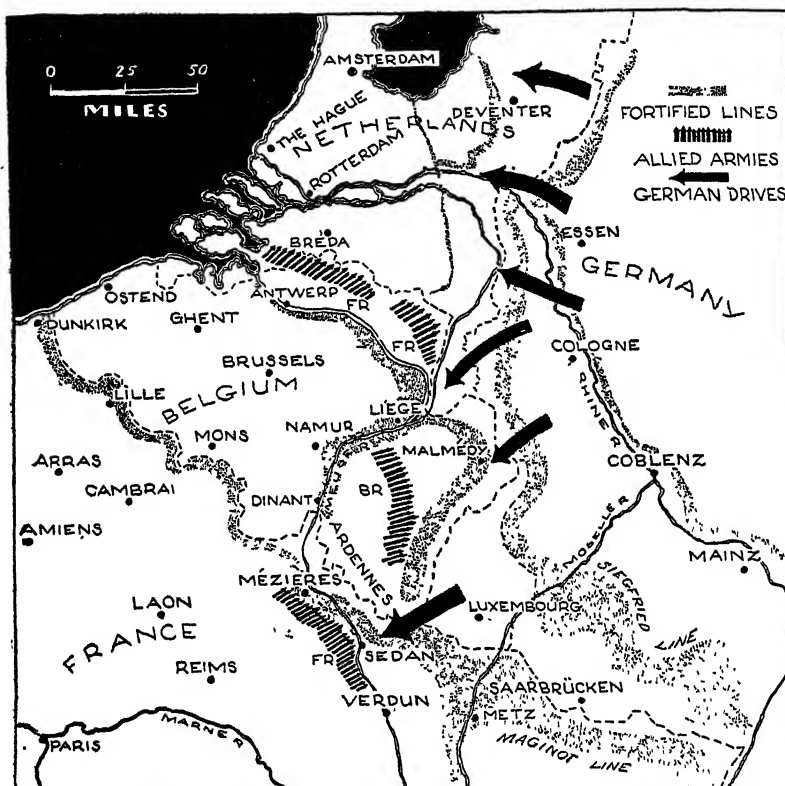 0 25 50
MILES
AMSTERDAM
DEVENTER
THE HAGUE
NETHERLANDS
ROTTERDAM
FORTIFIED LINES
ALLIED ARMIES
GERMAN DRIVES
BREDA
ESSEN
GERMANY
OSTEND
ANTWERP
FR
DUNKIRK
GHENT
FR
COLOGNE
BRUSSELS
RHINE R
BELGIUM
LILLE
LIÈGE
MONS
NAMUR
MALMEDY
MEUSE R
COBLENZ
ARRAS
CAMBRAI
DINANT
BR
MOSELLE R
AMIENS
ARDENNES
MAINZ
MÉZIERES
SIEGFRIED
LINE
LAON
LUXEMBOURG
FRANCE
FR
SEDAN
REIMS
SAARBRÜCKEN
VERDUN
METZ
MARNE R
MAGINOT LINE
PARIS